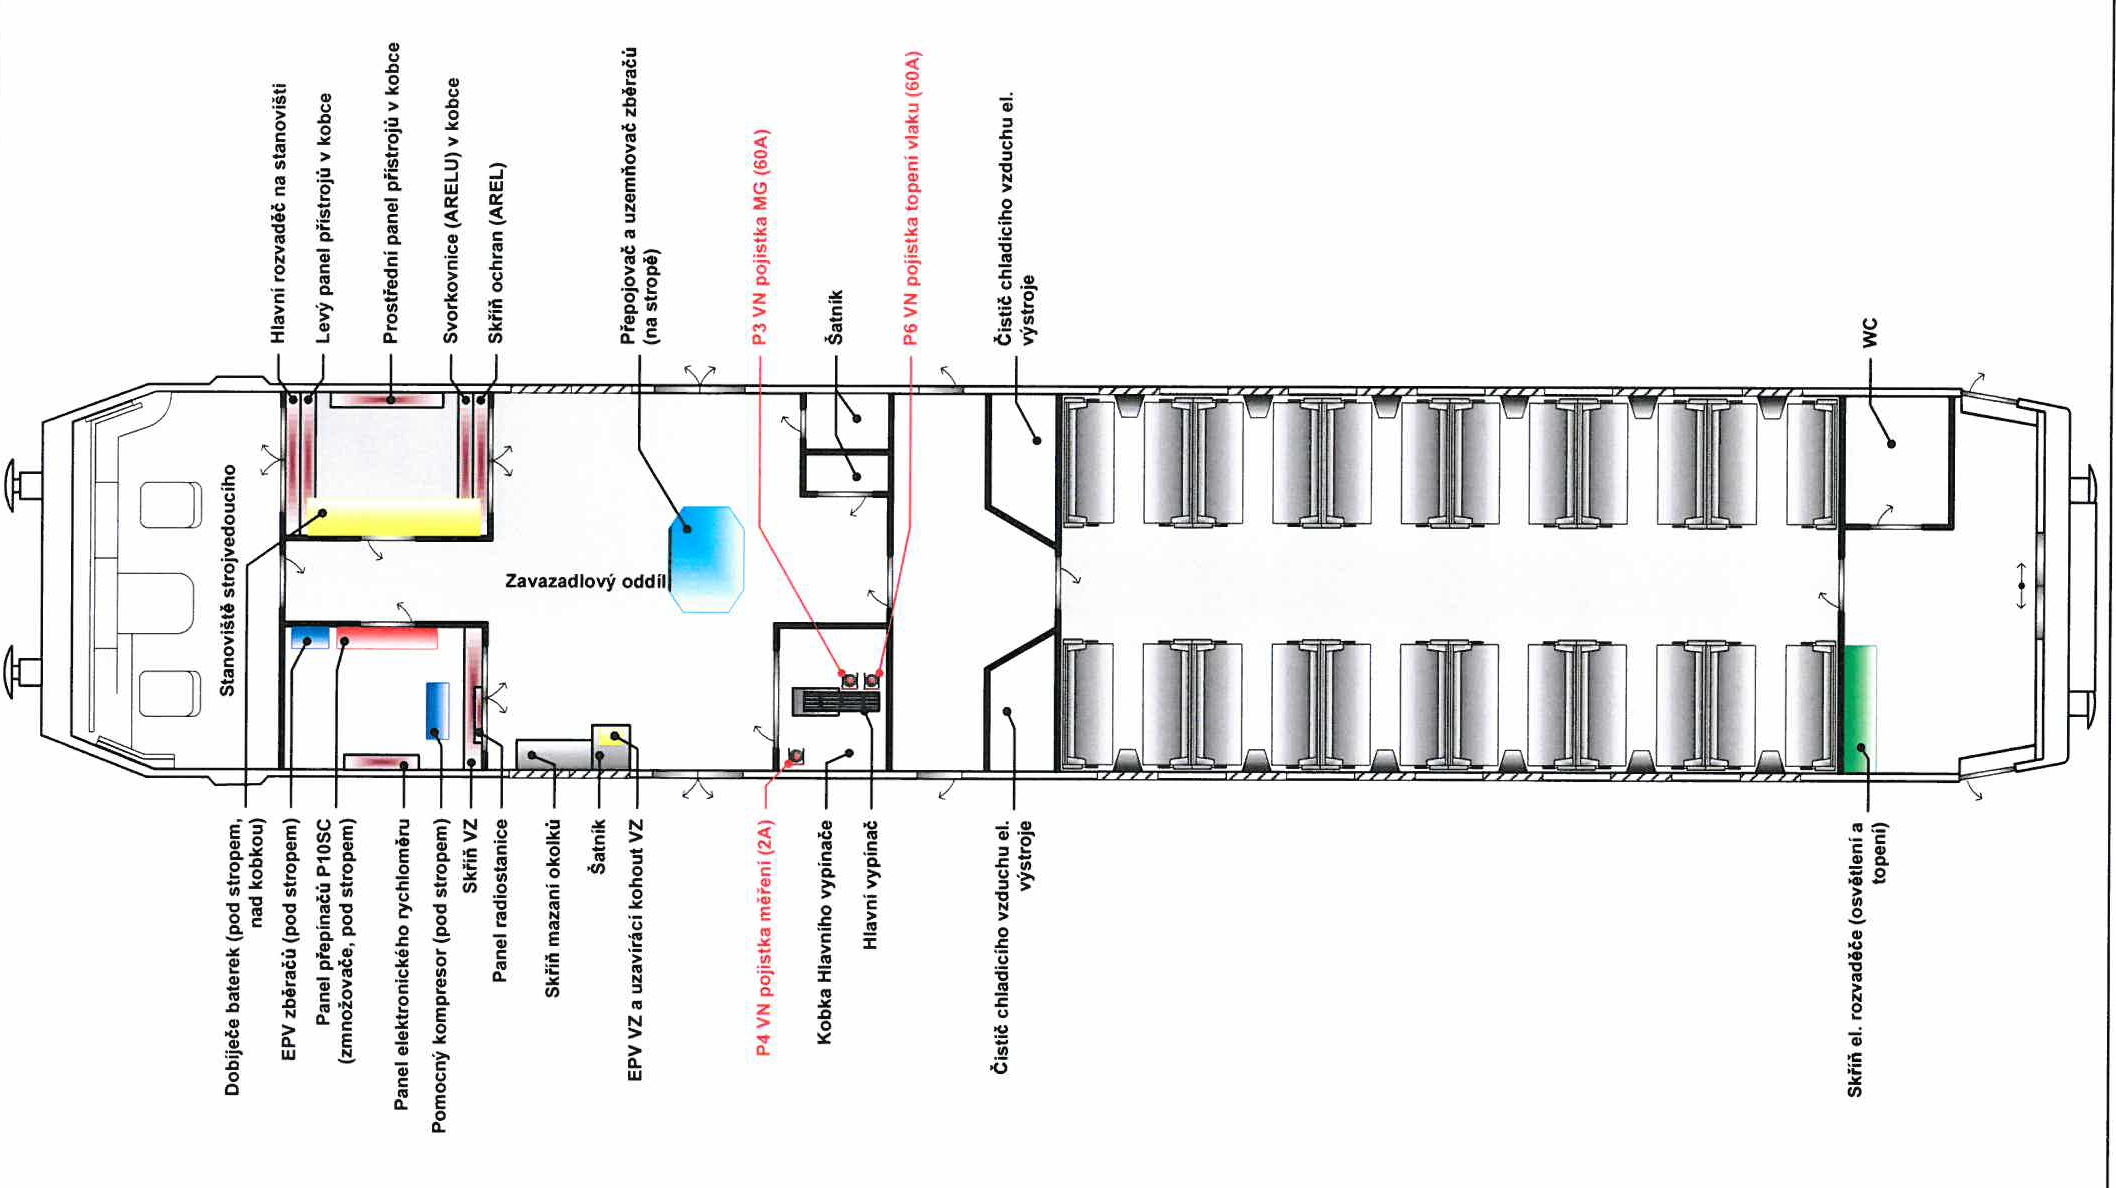 Hlavní rozvaděč na stanovišti
Levý panel přístrojů v kobce
Prostřední panel přístrojů v kobce
Svorkovnice (ARELU) v kobce
Skříň ochran (AREL)
Přepojovač a uzemňovač zběračů
(na stropě)
P3 VN pojistka MG (60A)
Šatník
P6 VN pojistka topení vlaku (60A)
Čistič chladicího vzduchu el.
výstroje
WC
Stanoviště strojvedoucího
Zavazadlový oddíl
Dobíječe baterek (pod stropem,
nad kobkou)
EPV zběračů (pod stropem)
Panel přepínačů P10SC
(zmnožovače, pod stropem)
Panel elektronického rychloměru
Pomocný kompresor (pod stropem)
Skříň VZ
Panel radiostanice
Skříň mazání okolků
Šatník
EPV VZ a uzavírácí kohout VZ
P4 VN pojistka měření (2A)
Kobka Hlavního vypínače
Hlavní vypínač
Čistič chladicího vzduchu el.
výstroje
Skříň el. rozvaděče (osvětlení a
topení)